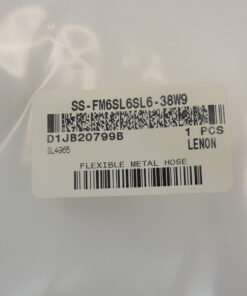 SS-FM6SL6SL6-38W9
D1JB20799B 1 PCS
SL4965 LENON
FLEXIBLE METAL HOSE